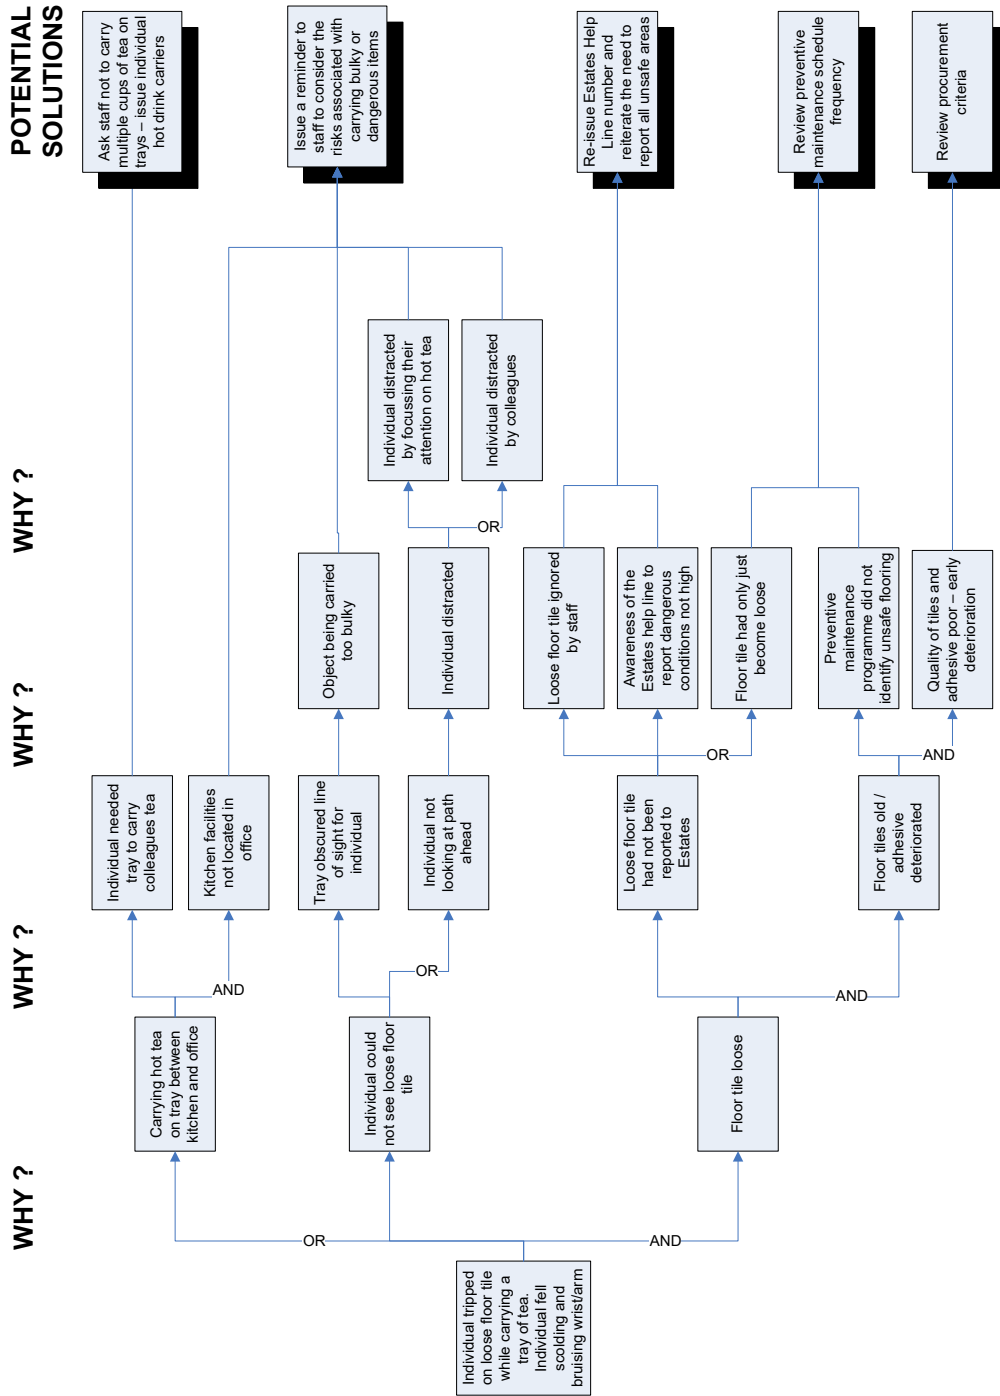 WHY ?
WHY ?
WHY ?
WHY ?
POTENTIAL
SOLUTIONS
Individual tripped
on loose floor tile
while carrying a
tray of tea.
Individual fell
scolding and
bruising wrist/arm
OR
AND
Carrying hot tea
on tray between
kitchen and office
Individual could
not see loose floor
tile
Floor tile loose
AND
OR
AND
Individual needed
tray to carry
colleagues tea
Kitchen facilities
not located in
office
Tray obscured line
of sight for
individual
Individual not
looking at path
ahead
Loose floor tile
had not been
reported to
Estates
Floor tiles old /
adhesive
deteriorated
OR
AND
Object being carried
too bulky
Individual distracted
Loose floor tile ignored
by staff
Awareness of the
Estates help line to
report dangerous
conditions not high
Floor tile had only just
become loose
Preventive
maintenance
programme did not
identify unsafe flooring
Quality of tiles and
adhesive poor – early
deterioration
OR
Individual distracted
by focussing their
attention on hot tea
Individual distracted
by colleagues
Ask staff not to carry
multiple cups of tea on
trays – issue individual
hot drink carriers
Issue a reminder to
staff to consider the
risks associated with
carrying bulky or
dangerous items
Re-issue Estates Help
Line number and
reiterate the need to
report all unsafe areas
Review preventive
maintenance schedule
frequency
Review procurement
criteria